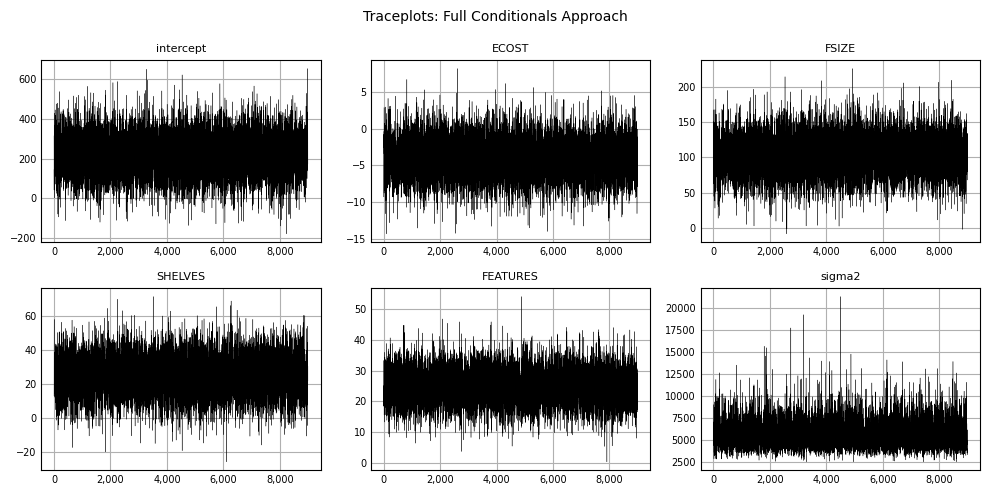 Traceplots: Full Conditionals Approach
intercept
600
400
200
0
−200
0 2,000 4,000 6,000 8,000
ECOST
5
0
−5
−10
−15
0 2,000 4,000 6,000 8,000
FSIZE
200
150
100
50
0
0 2,000 4,000 6,000 8,000
SHELVES
60
40
20
0
−20
0 2,000 4,000 6,000 8,000
FEATURES
50
40
30
20
10
0
0 2,000 4,000 6,000 8,000
sigma2
20000
17500
15000
12500
10000
7500
5000
2500
0 2,000 4,000 6,000 8,000